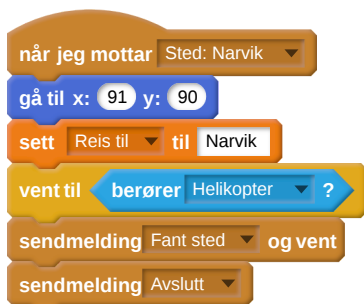 når jeg mottar Sted: Narvik
gå til x: 91 y: 90
sett Reis til til Narvik
vent til berører Helikopter ?
sendmelding Fant sted og vent
sendmelding Avslutt